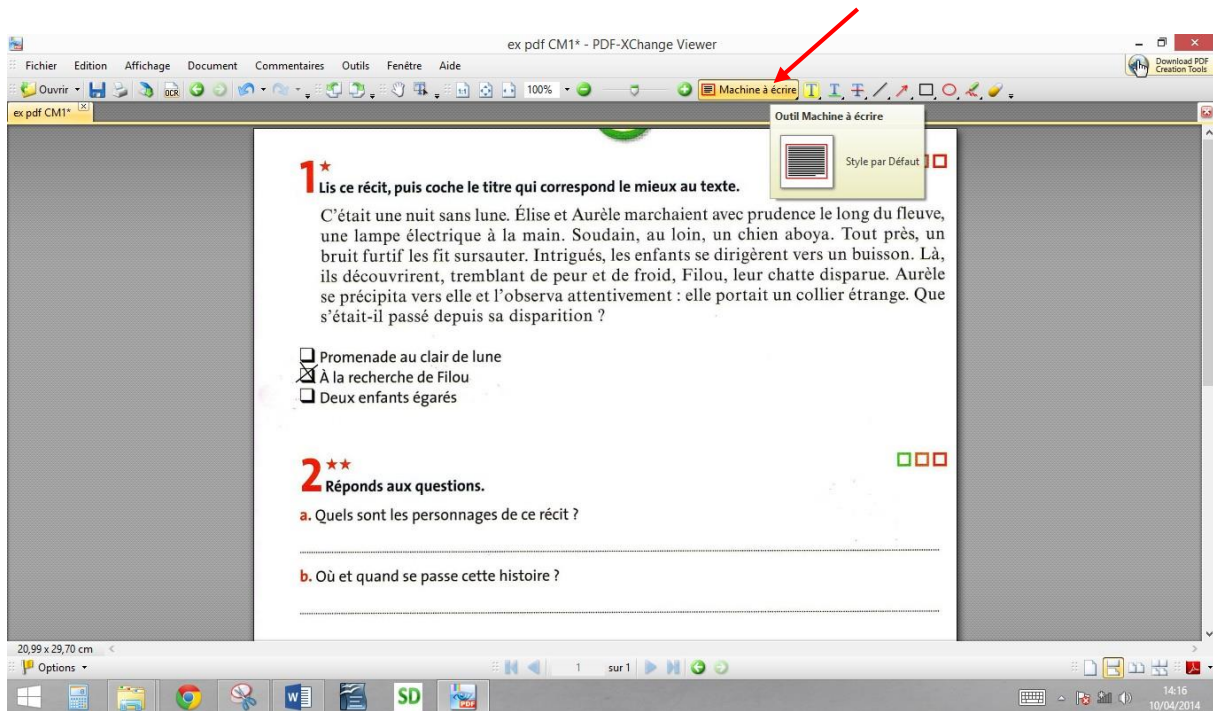 ex pdf CM1* - PDF-XChange Viewer
Fichier Edition Affichage Document Commentaires Outils Fenêtre Aide
Download PDF
Creation Tools
Ouvrir OCR 100% Machine à écrire T T T
ex pdf CM1*
Outil Machine à écrire
Style par Défaut
1*
Lis ce récit, puis coche le titre qui correspond le mieux au texte.
C'était une nuit sans lune. Élise et Aurèle marchaient avec prudence le long du fleuve,
une lampe électrique à la main. Soudain, au loin, un chien aboya. Tout près, un
bruit furtif les fit sursauter. Intrigués, les enfants se dirigèrent vers un buisson. Là,
ils découvrirent, tremblant de peur et de froid, Filou, leur chatte disparue. Aurèle
se précipita vers elle et l'observa attentivement : elle portait un collier étrange. Que
s'était-il passé depuis sa disparition ?
Promenade au clair de lune
À la recherche de Filou
Deux enfants égarés
2**
Réponds aux questions.
a. Quels sont les personnages de ce récit ?
b. Où et quand se passe cette histoire ?
20,99 x 29,70 cm
Options 1 sur 1
W SD PDF
14:16
10/04/2014